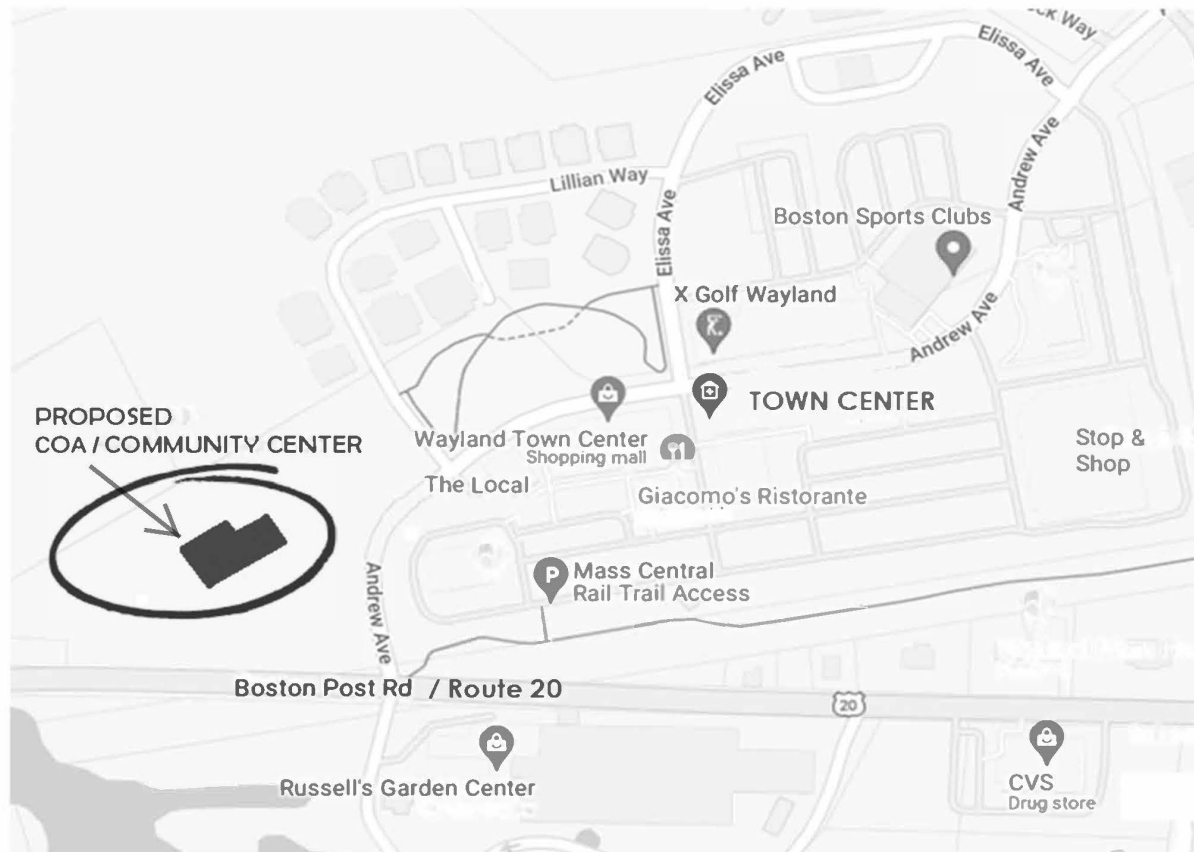 ck Way
Elissa Ave
Elissa Ave
Andrew Ave
Lillian Way
Elissa Ave
Boston Sports Clubs
X Golf Wayland
Andrew Ave
TOWN CENTER
PROPOSED
COA / COMMUNITY CENTER
Wayland Town Center
Shopping mall
Stop &
Shop
The Local
Giacomo's Ristorante
P
Mass Central
Rail Trail Access
Andrew Ave
Boston Post Rd / Route 20
20
Russell's Garden Center
CVS
Drug store